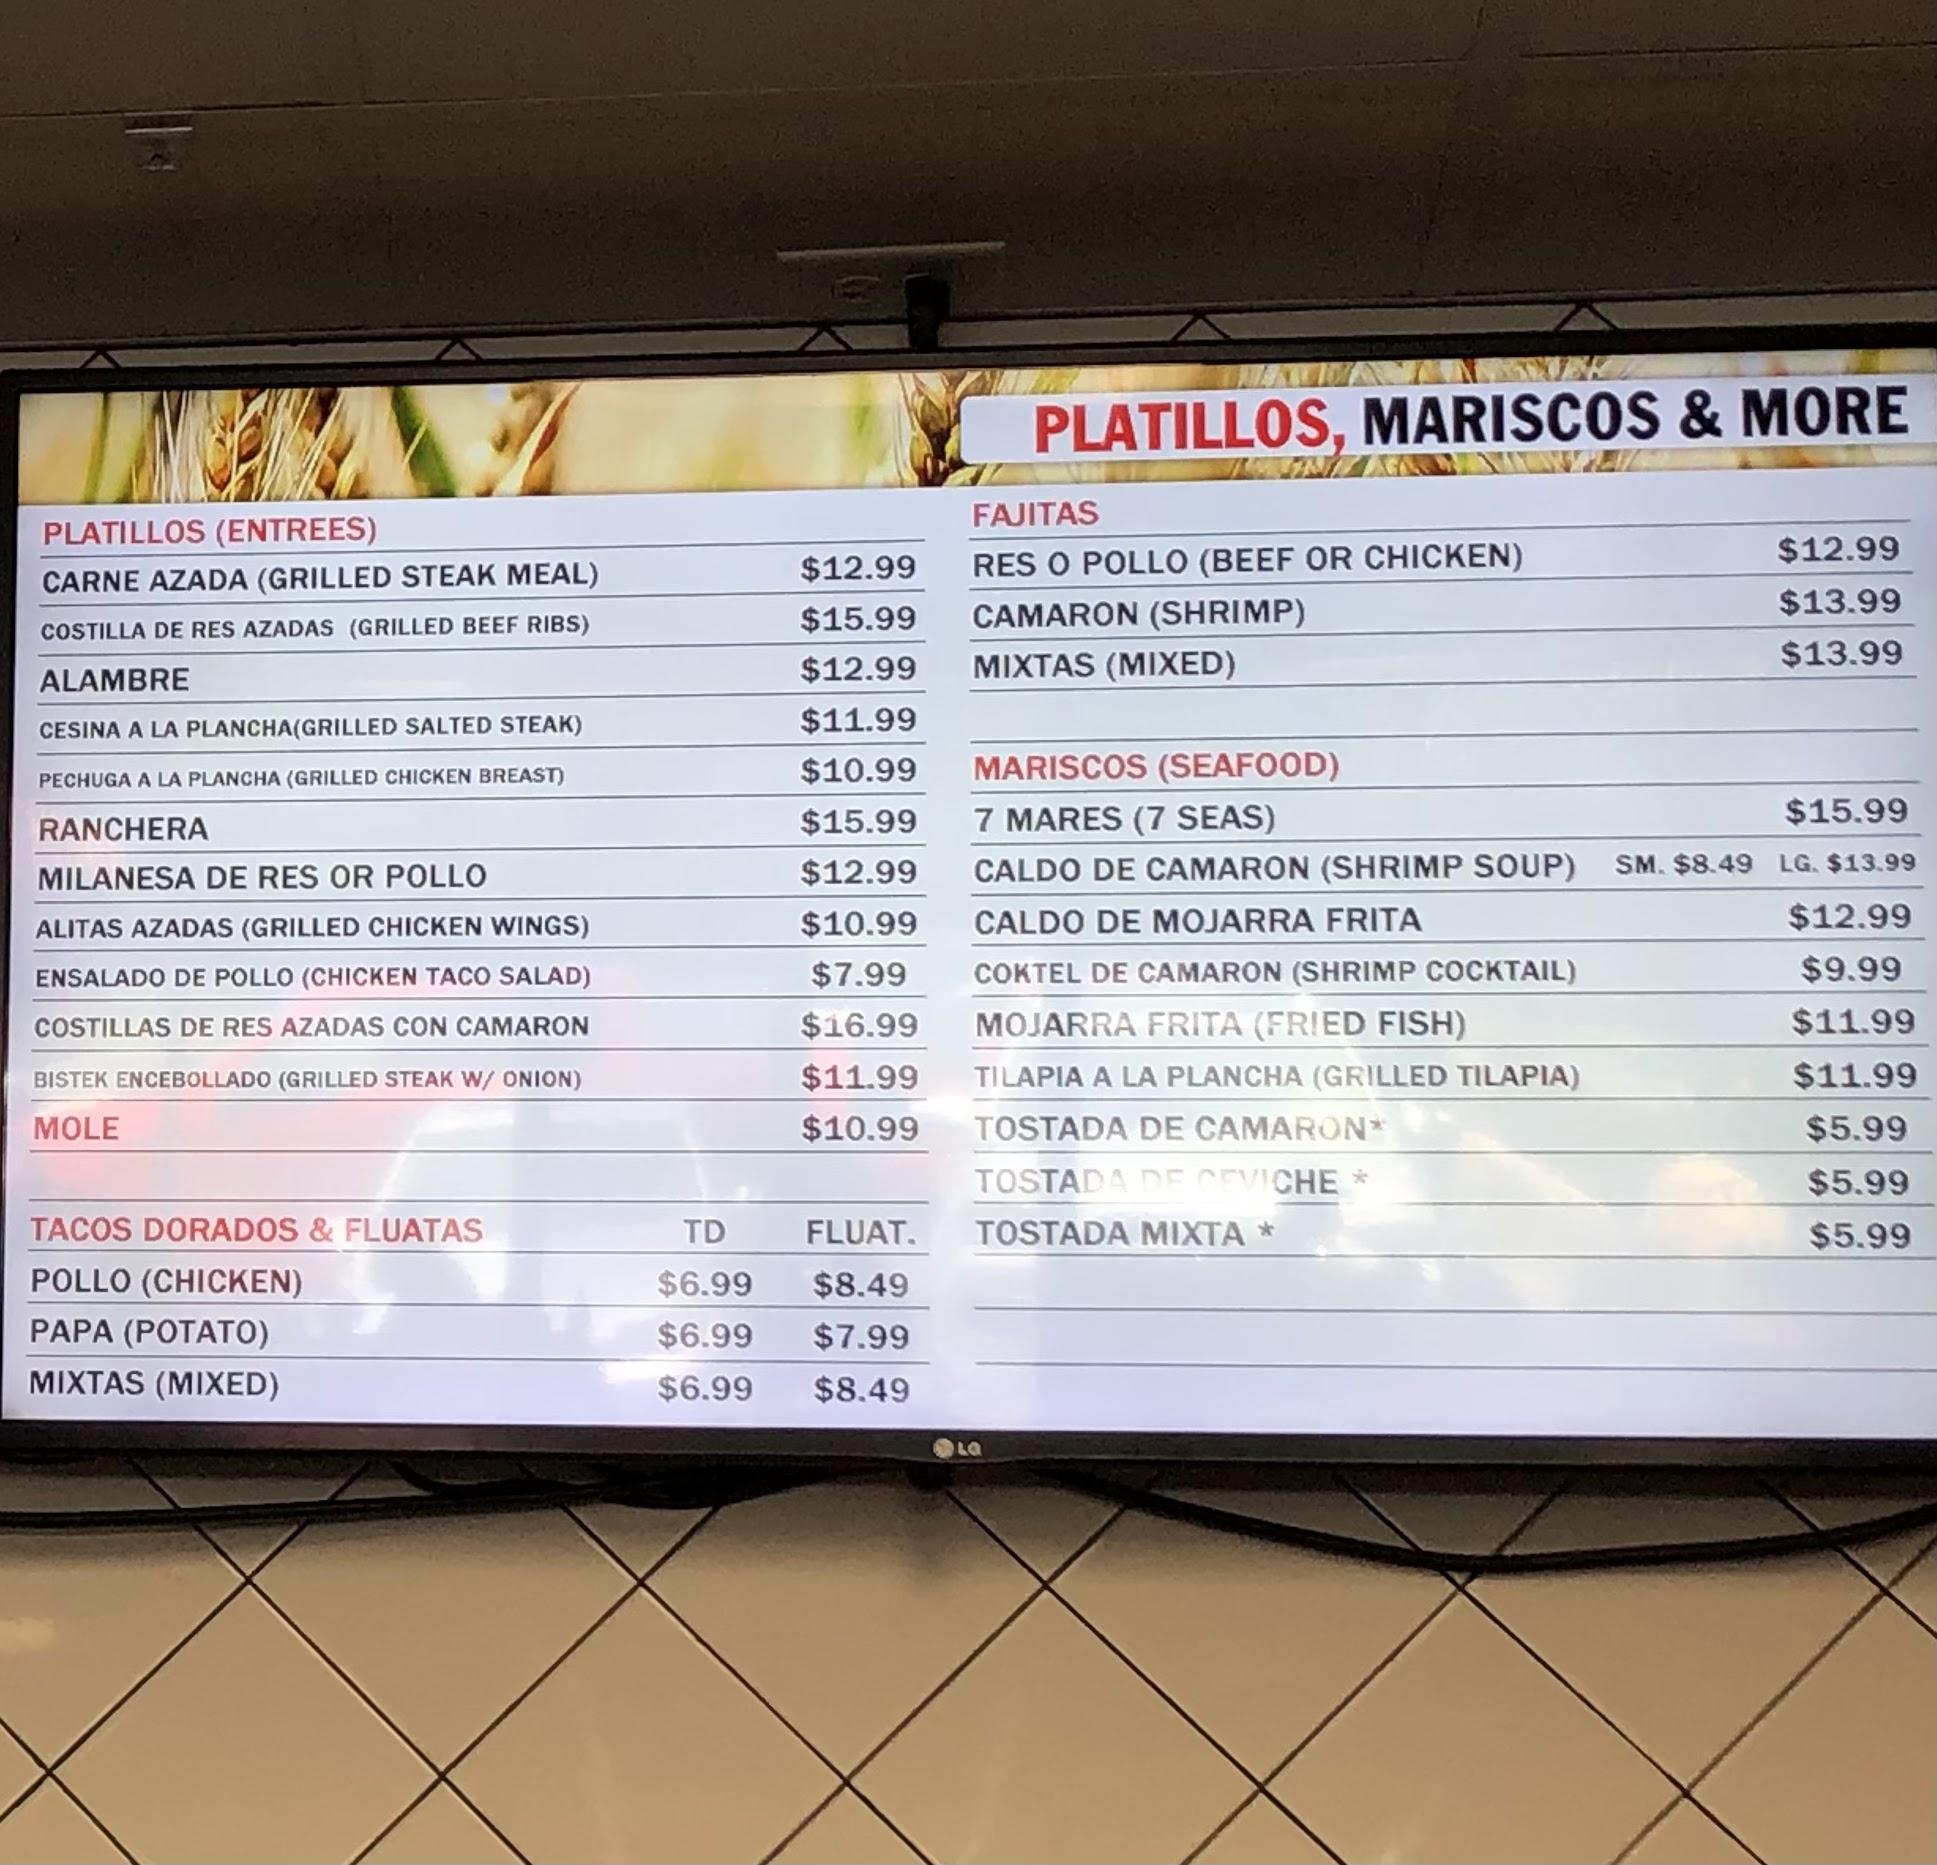 PLATILLOS, MARISCOS & MORE
PLATILLOS (ENTREES)
CARNE AZADA (GRILLED STEAK MEAL) $12.99
COSTILLA DE RES AZADAS (GRILLED BEEF RIBS) $15.99
ALAMBRE $12.99
CESINA A LA PLANCHA(GRILLED SALTED STEAK) $11.99
PECHUGA A LA PLANCHA (GRILLED CHICKEN BREAST) $10.99
RANCHERA $15.99
MILANESA DE RES OR POLLO $12.99
ALITAS AZADAS (GRILLED CHICKEN WINGS) $10.99
ENSALADO DE POLLO (CHICKEN TACO SALAD) $7.99
COSTILLAS DE RES AZADAS CON CAMARON $16.99
BISTEK ENCEBOLLADO (GRILLED STEAK W/ ONION) $11.99
MOLE $10.99
TACOS DORADOS & FLUATAS TD FLUAT.
POLLO (CHICKEN) $6.99 $8.49
PAPA (POTATO) $6.99 $7.99
MIXTAS (MIXED) $6.99 $8.49
FAJITAS
RES O POLLO (BEEF OR CHICKEN) $12.99
CAMARON (SHRIMP) $13.99
MIXTAS (MIXED) $13.99
MARISCOS (SEAFOOD)
7 MARES (7 SEAS) $15.99
CALDO DE CAMARON (SHRIMP SOUP) SM. $8.49 LG. $13.99
CALDO DE MOJARRA FRITA $12.99
COKTEL DE CAMARON (SHRIMP COCKTAIL) $9.99
MOJARRA FRITA (FRIED FISH) $11.99
TILAPIA A LA PLANCHA (GRILLED TILAPIA) $11.99
TOSTADA DE CAMARON* $5.99
TOSTADA DE CEVICHE * $5.99
TOSTADA MIXTA * $5.99
LG